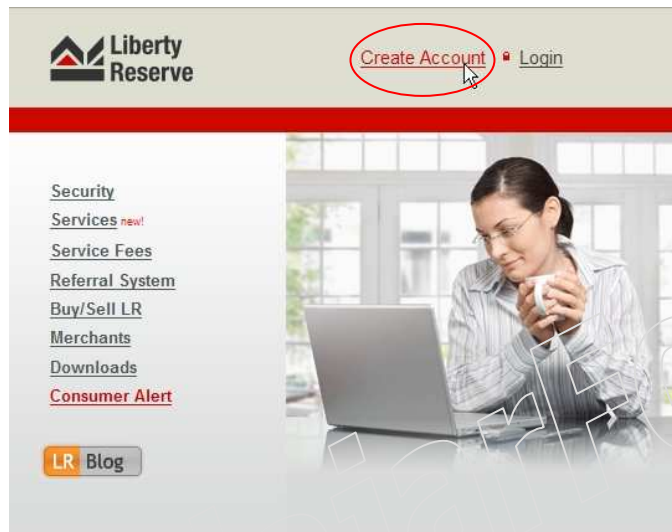 Liberty
Reserve
Create Account
Login
Security
Services new!
Service Fees
Referral System
Buy/Sell LR
Merchants
Downloads
Consumer Alert
LR Blog